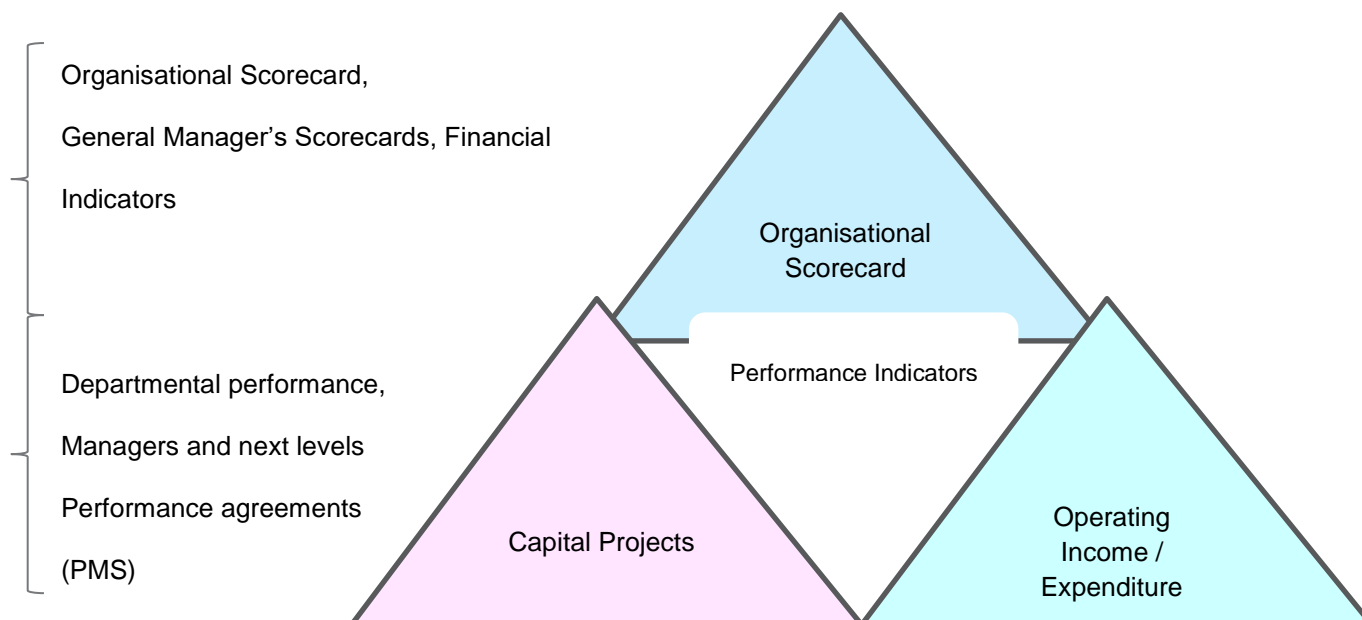 Organisational Scorecard,
General Manager’s Scorecards, Financial
Indicators
Organisational
Scorecard
Performance Indicators
Departmental performance,
Managers and next levels
Performance agreements
(PMS)
Capital Projects
Operating
Income /
Expenditure